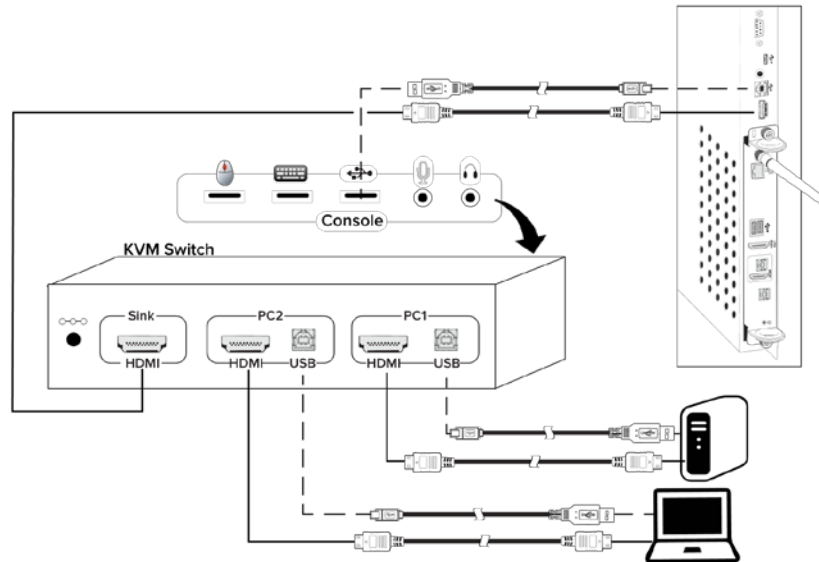 Console
KVM Switch
Sink
PC2
PC1
HDMI
HDMI
USB
HDMI
USB